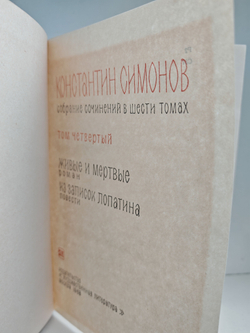 КОНСТАНТИН СИМОНОВ
собрание сочинений в шести томах
том четвертый
живые и мертвые
роман
из записок лопатина
повести